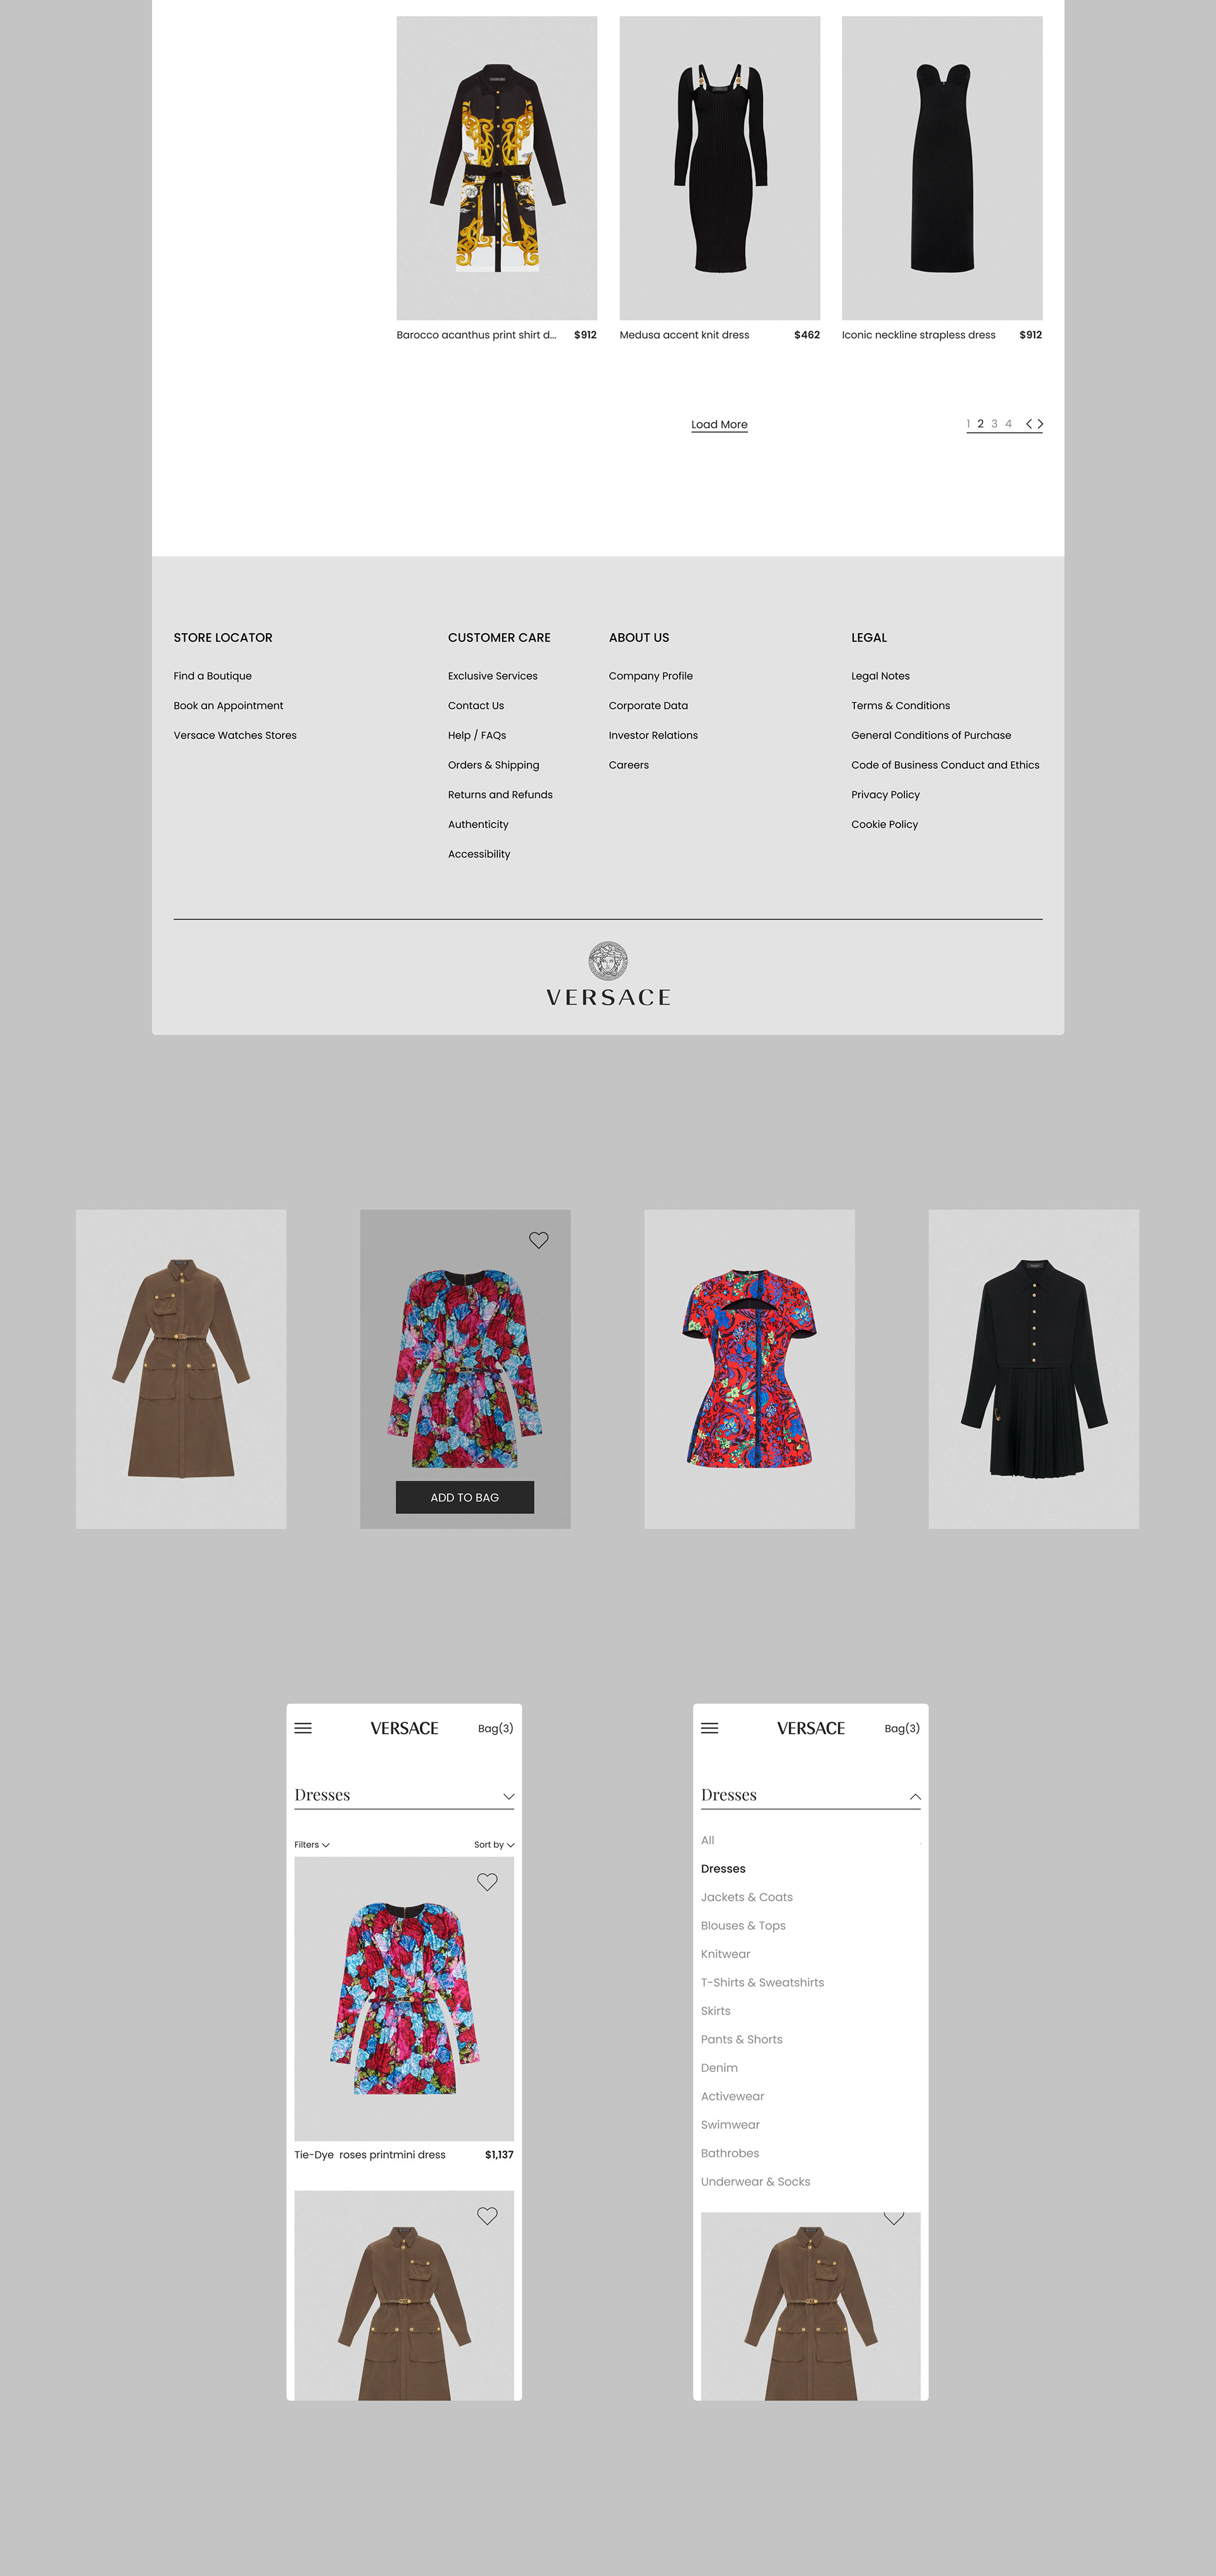 Barocco acanthus print shirt d... $912
Medusa accent knit dress $462
Iconic neckline strapless dress $912
Load More
1 2 3 4
STORE LOCATOR
Find a Boutique
Book an Appointment
Versace Watches Stores
CUSTOMER CARE
Exclusive Services
Contact Us
Help / FAQs
Orders & Shipping
Returns and Refunds
Authenticity
Accessibility
ABOUT US
Company Profile
Corporate Data
Investor Relations
Careers
LEGAL
Legal Notes
Terms & Conditions
General Conditions of Purchase
Code of Business Conduct and Ethics
Privacy Policy
Cookie Policy
VERSACE
ADD TO BAG
VERSACE Bag(3)
Dresses
Filters Sort by
Tie-Dye roses printmini dress $1,137
VERSACE Bag(3)
Dresses
All
Dresses
Jackets & Coats
Blouses & Tops
Knitwear
T-Shirts & Sweatshirts
Skirts
Pants & Shorts
Denim
Activewear
Swimwear
Bathrobes
Underwear & Socks